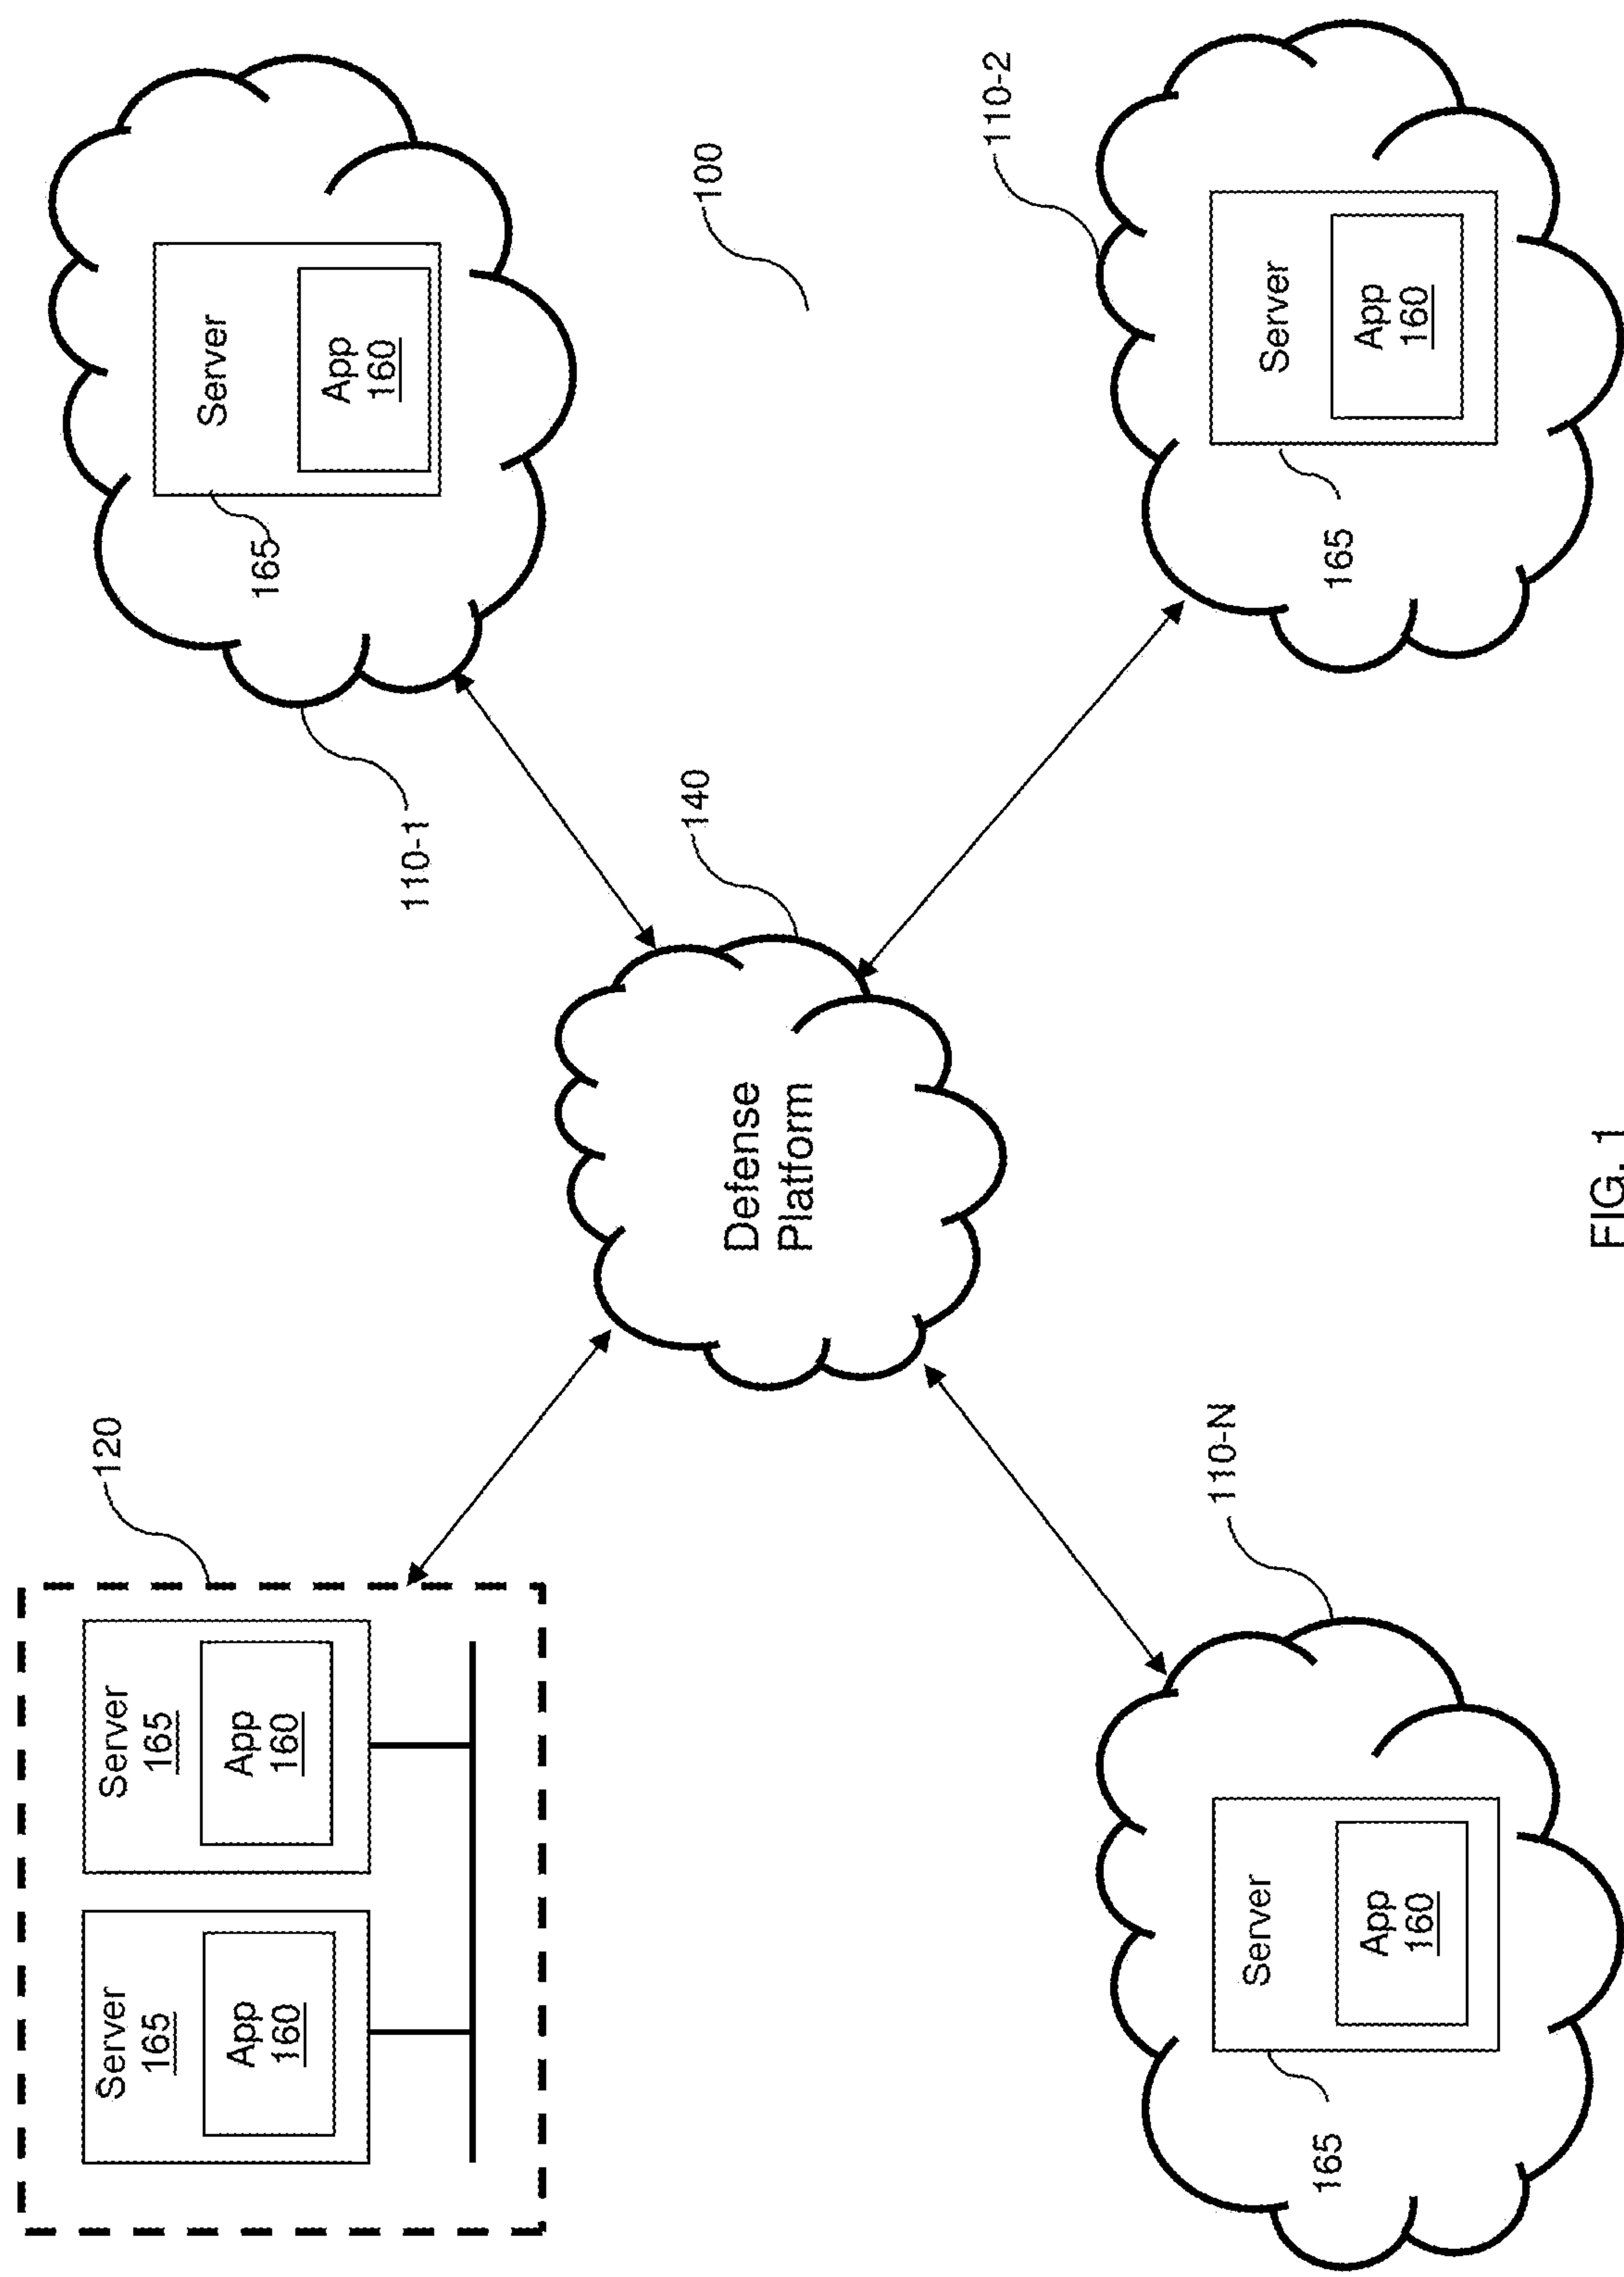 Server
165
App
160
Server
165
App
160
120
Server
165
App
160
110-1
140
100
Defense
Platform
110-N
Server
165
App
160
110-2
Server
165
App
160
FIG. 1